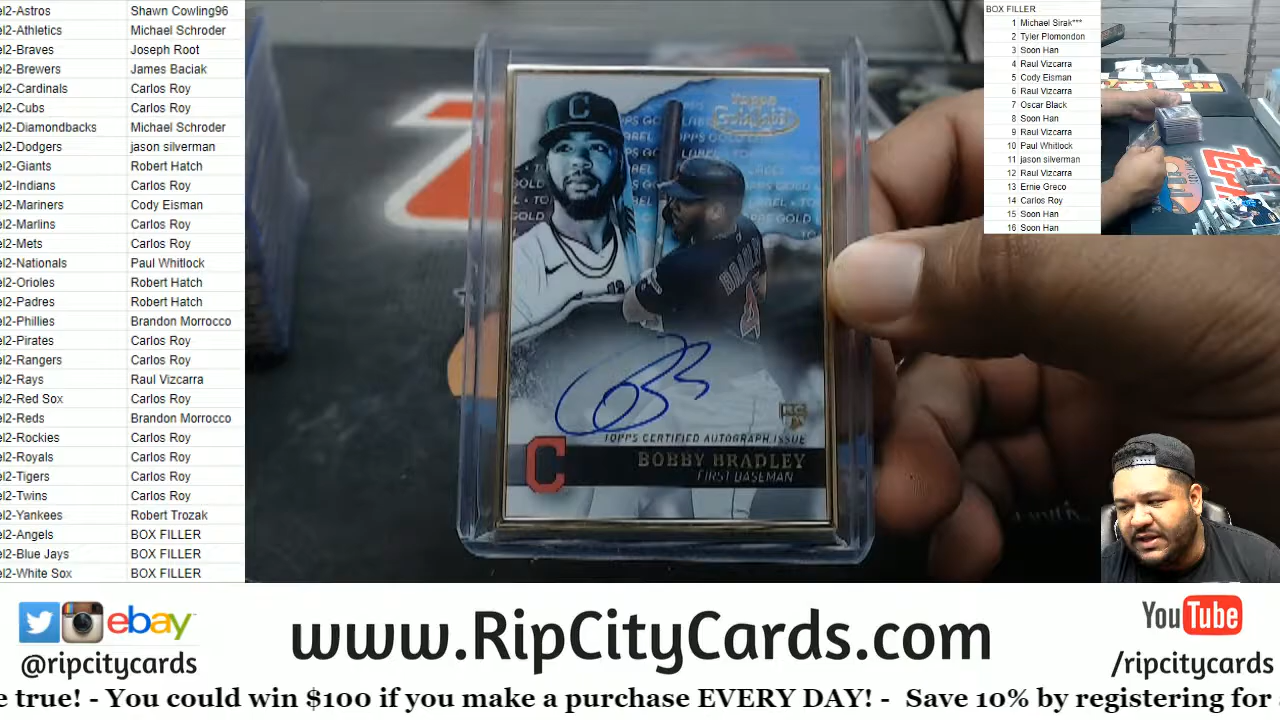 el2-Astros Shawn Cowling96
el2-Athletics Michael Schroder
el2-Braves Joseph Root
el2-Brewers James Baciak
el2-Cardinals Carlos Roy
el2-Cubs Carlos Roy
el2-Diamondbacks Michael Schroder
el2-Dodgers jason silverman
el2-Giants Robert Hatch
el2-Indians Carlos Roy
el2-Mariners Cody Eisman
el2-Marlins Carlos Roy
el2-Mets Carlos Roy
el2-Nationals Paul Whitlock
el2-Orioles Robert Hatch
el2-Padres Robert Hatch
el2-Phillies Brandon Morrocco
el2-Pirates Carlos Roy
el2-Rangers Carlos Roy
el2-Rays Raul Vizcarra
el2-Red Sox Carlos Roy
el2-Reds Brandon Morrocco
el2-Rockies Carlos Roy
el2-Royals Carlos Roy
el2-Tigers Carlos Roy
el2-Twins Carlos Roy
el2-Yankees Robert Trozak
el2-Angels BOX FILLER
el2-Blue Jays BOX FILLER
el2-White Sox BOX FILLER
Topps
Gold Label
C
BRADLEY
4
RC
TOPPS CERTIFIED AUTOGRAPH ISSUE
C
BOBBY BRADLEY
FIRST BASEMAN
BOX FILLER
1 Michael Sirak***
2 Tyler Plomondon
3 Soon Han
4 Raul Vizcarra
5 Cody Eisman
6 Raul Vizcarra
7 Oscar Black
8 Soon Han
9 Raul Vizcarra
10 Paul Whitlock
11 jason silverman
12 Raul Vizcarra
13 Ernie Greco
14 Carlos Roy
15 Soon Han
16 Soon Han
ebay
@ripcitycards
www.RipCityCards.com
YouTube
/ripcitycards
e true! - You could win $100 if you make a purchase EVERY DAY! - Save 10% by registering for